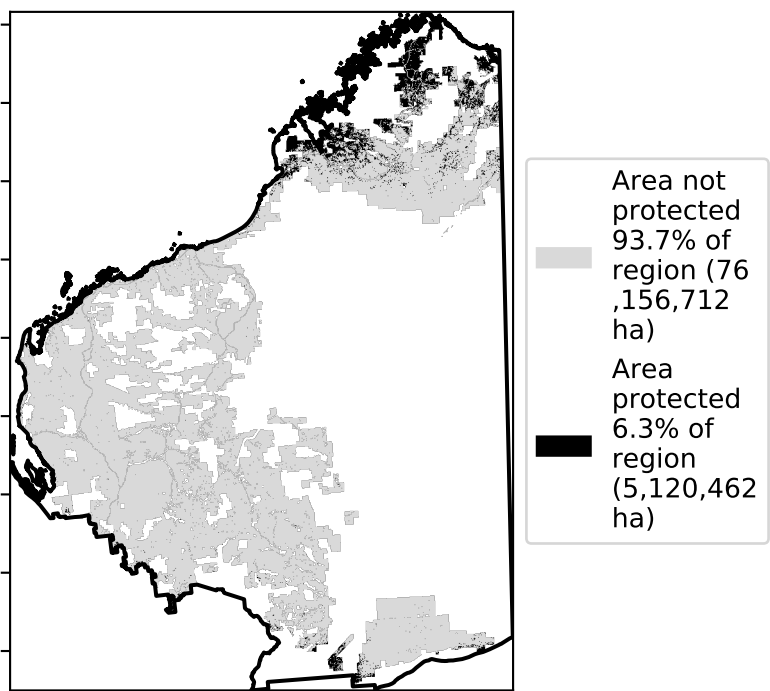 Area not
protected
93.7% of
region (76
,156,712
ha)
Area
protected
6.3% of
region
(5,120,462
ha)